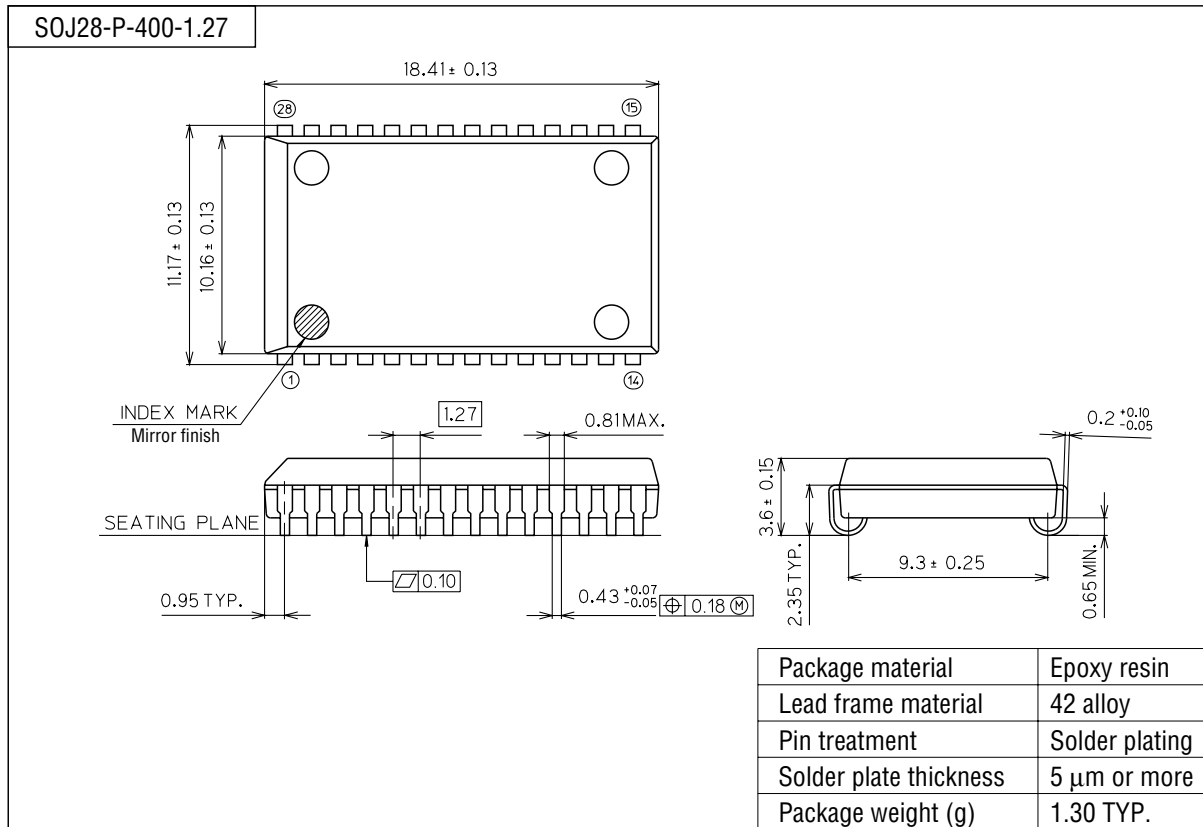 SOJ28-P-400-1.27
18.41± 0.13
28
15
11.17 ± 0.13
10.16 ± 0.13
1
14
INDEX MARK
Mirror finish
1.27
0.81MAX.
0.2 +0.10 -0.05
SEATING PLANE
3.6 ± 0.15
0.10
9.3 ± 0.25
2.35 TYP.
0.65 MIN.
0.95 TYP.
0.43 +0.07 -0.05
0.18 Ⓜ
Package material Epoxy resin
Lead frame material 42 alloy
Pin treatment Solder plating
Solder plate thickness 5 μm or more
Package weight (g) 1.30 TYP.